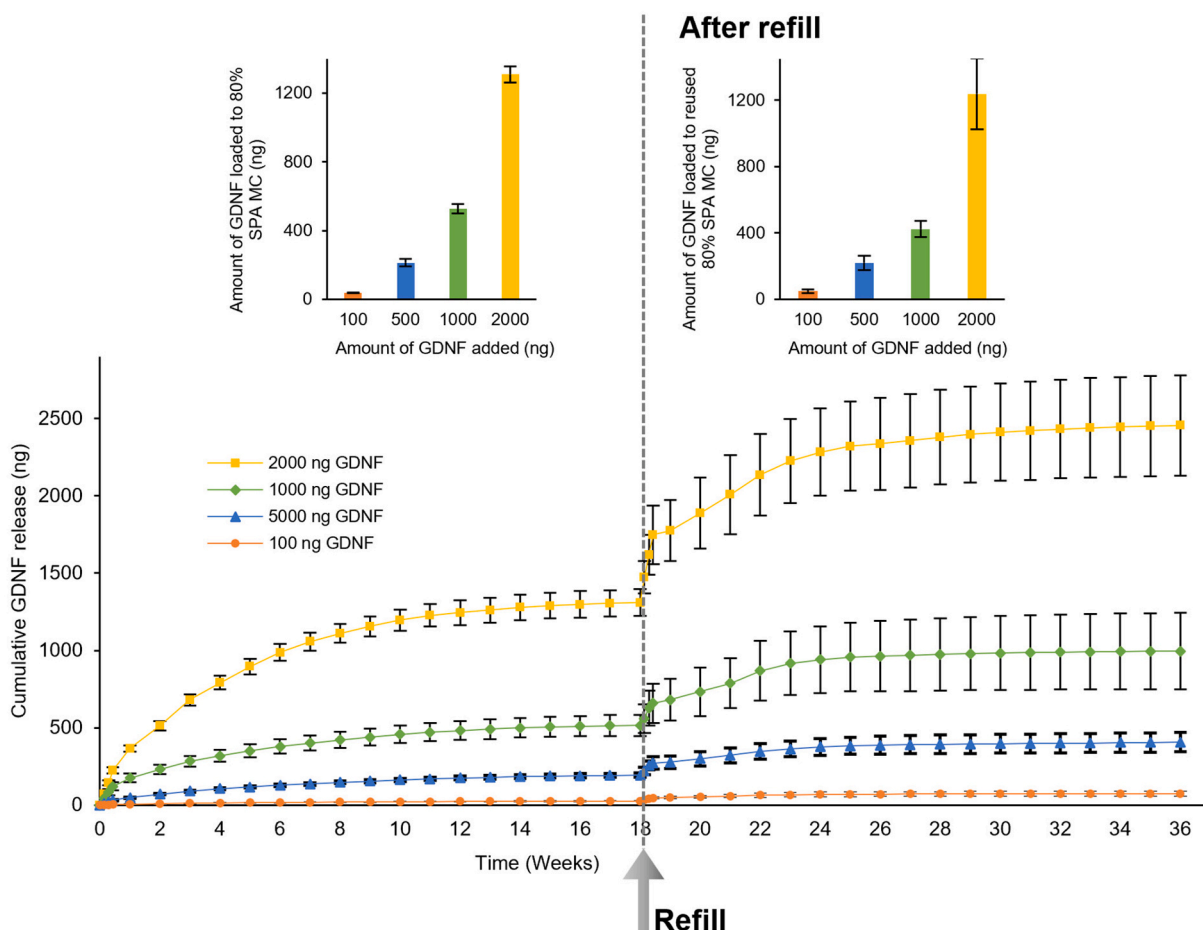 After refill
Amount of GDNF loaded to 80%
SPA MC (ng)
1200
800
400
0
100 500 1000 2000
Amount of GDNF added (ng)
Amount of GDNF loaded to reused
80% SPA MC (ng)
1200
800
400
0
100 500 1000 2000
Amount of GDNF added (ng)
Cumulative GDNF release (ng)
2500
2000
1500
1000
500
0
2000 ng GDNF
1000 ng GDNF
5000 ng GDNF
100 ng GDNF
0 2 4 6 8 10 12 14 16 18 20 22 24 26 28 30 32 34 36
Time (Weeks)
Refill